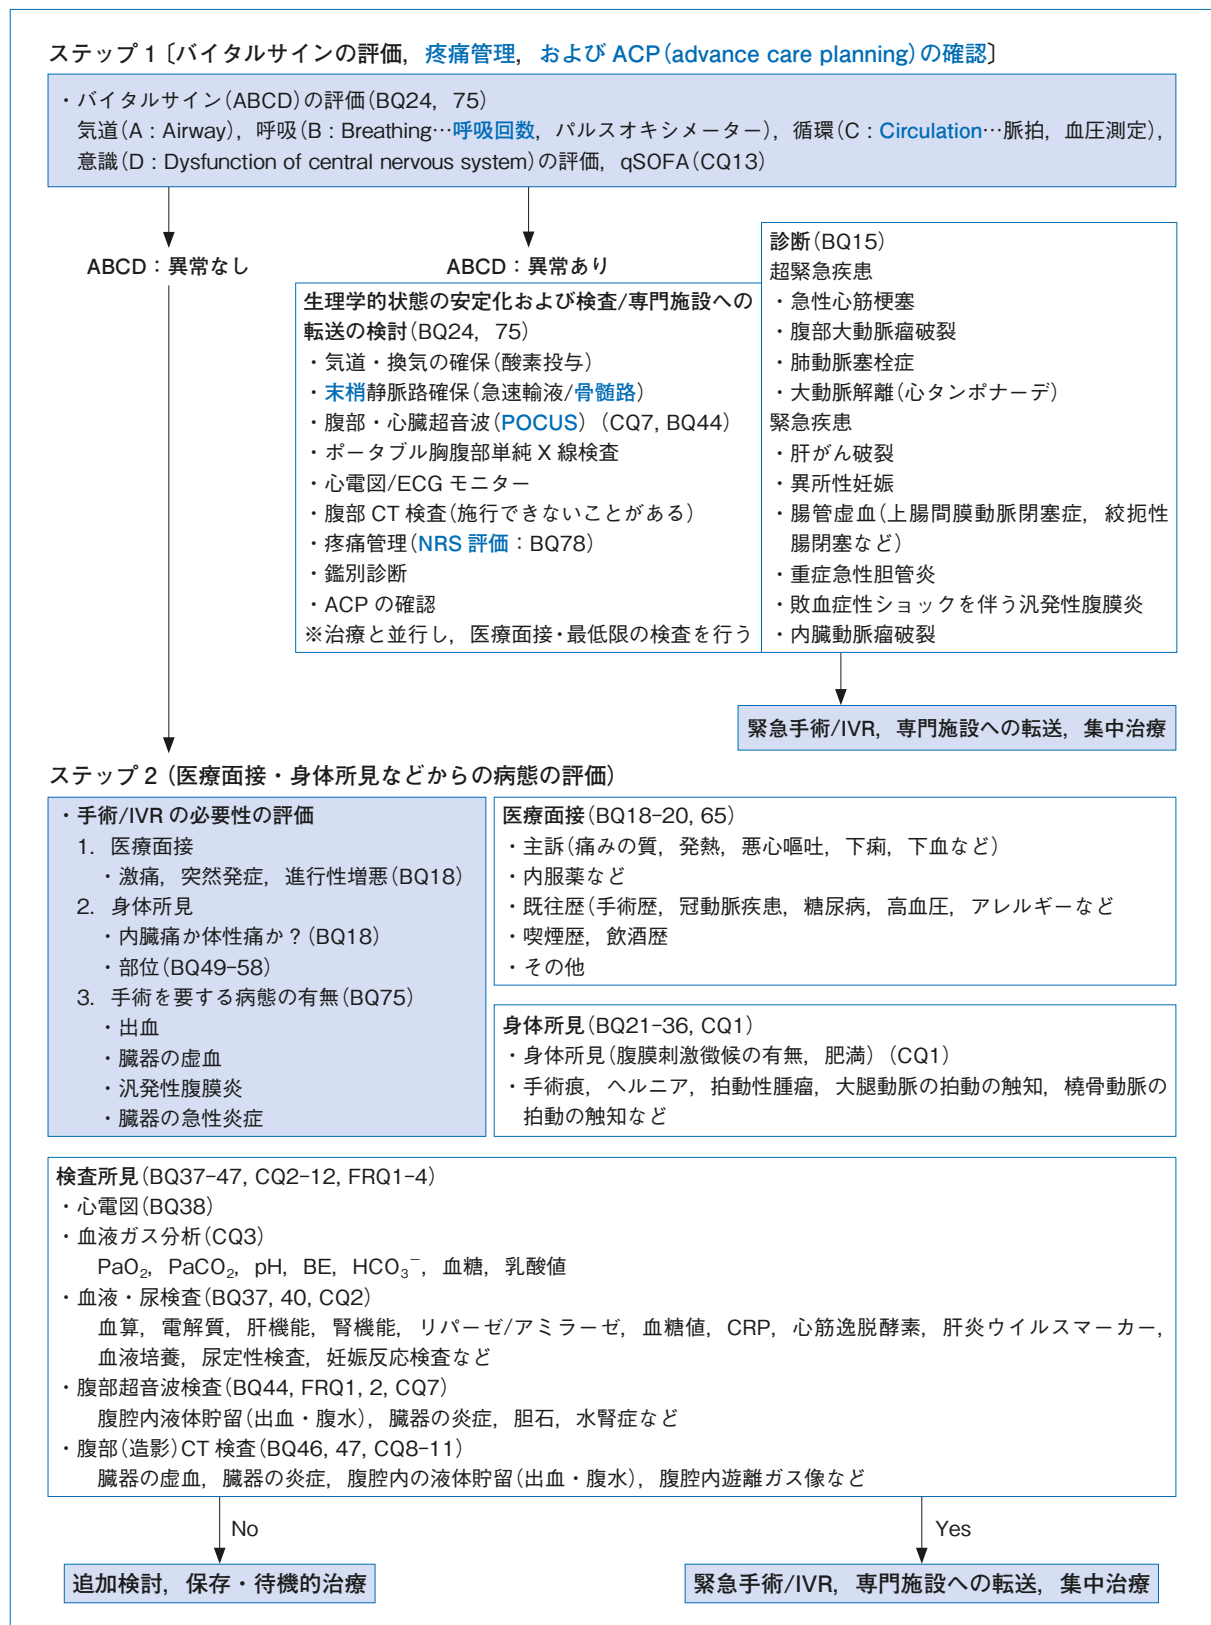 ステップ 1〔バイタルサインの評価,疼痛管理,および ACP(advance care planning)の確認〕
・バイタルサイン(ABCD)の評価(BQ24,75)
気道(A:Airway),呼吸(B:Breathing…呼吸回数,パルスオキシメーター),循環(C:Circulation…脈拍,血圧測定),
意識(D:Dysfunction of central nervous system)の評価,qSOFA(CQ13)
ABCD:異常なし
ABCD:異常あり
生理学的状態の安定化および検査/専門施設への
転送の検討(BQ24,75)
・気道・換気の確保(酸素投与)
・末梢静脈路確保(急速輸液/骨髄路)
・腹部・心臓超音波(POCUS)(CQ7, BQ44)
・ポータブル胸腹部単純 X 線検査
・心電図/ECG モニター
・腹部 CT 検査(施行できないことがある)
・疼痛管理(NRS 評価:BQ78)
・鑑別診断
・ACP の確認
※治療と並行し,医療面接・最低限の検査を行う
診断(BQ15)
超緊急疾患
・急性心筋梗塞
・腹部大動脈瘤破裂
・肺動脈塞栓症
・大動脈解離(心タンポナーデ)
緊急疾患
・肝がん破裂
・異所性妊娠
・腸管虚血(上腸間膜動脈閉塞症,絞扼性
腸閉塞など)
・重症急性胆管炎
・敗血症性ショックを伴う汎発性腹膜炎
・内臓動脈瘤破裂
緊急手術/IVR,専門施設への転送,集中治療
ステップ 2(医療面接・身体所見などからの病態の評価)
・手術/IVR の必要性の評価
1. 医療面接
・激痛,突然発症,進行性増悪(BQ18)
2. 身体所見
・内臓痛か体性痛か?(BQ18)
・部位(BQ49-58)
3. 手術を要する病態の有無(BQ75)
・出血
・臓器の虚血
・汎発性腹膜炎
・臓器の急性炎症
医療面接(BQ18-20, 65)
・主訴(痛みの質,発熱,悪心嘔吐,下痢,下血など)
・内服薬など
・既往歴(手術歴,冠動脈疾患,糖尿病,高血圧,アレルギーなど
・喫煙歴,飲酒歴
・その他
身体所見(BQ21-36, CQ1)
・身体所見(腹膜刺激徴候の有無,肥満)(CQ1)
・手術痕,ヘルニア,拍動性腫瘤,大腿動脈の拍動の触知,橈骨動脈の
拍動の触知など
検査所見(BQ37-47, CQ2-12, FRQ1-4)
・心電図(BQ38)
・血液ガス分析(CQ3)
PaO₂,PaCO₂,pH,BE,HCO₃⁻,血糖,乳酸値
・血液・尿検査(BQ37,40,CQ2)
血算,電解質,肝機能,腎機能,リパーゼ/アミラーゼ,血糖値,CRP,心筋逸脱酵素,肝炎ウイルスマーカー,
血液培養,尿定性検査,妊娠反応検査など
・腹部超音波検査(BQ44, FRQ1, 2, CQ7)
腹腔内液体貯留(出血・腹水),臓器の炎症,胆石,水腎症など
・腹部(造影)CT 検査(BQ46, 47, CQ8-11)
臓器の虚血,臓器の炎症,腹腔内の液体貯留(出血・腹水),腹腔内遊離ガス像など
No
Yes
追加検討,保存・待機的治療
緊急手術/IVR,専門施設への転送,集中治療